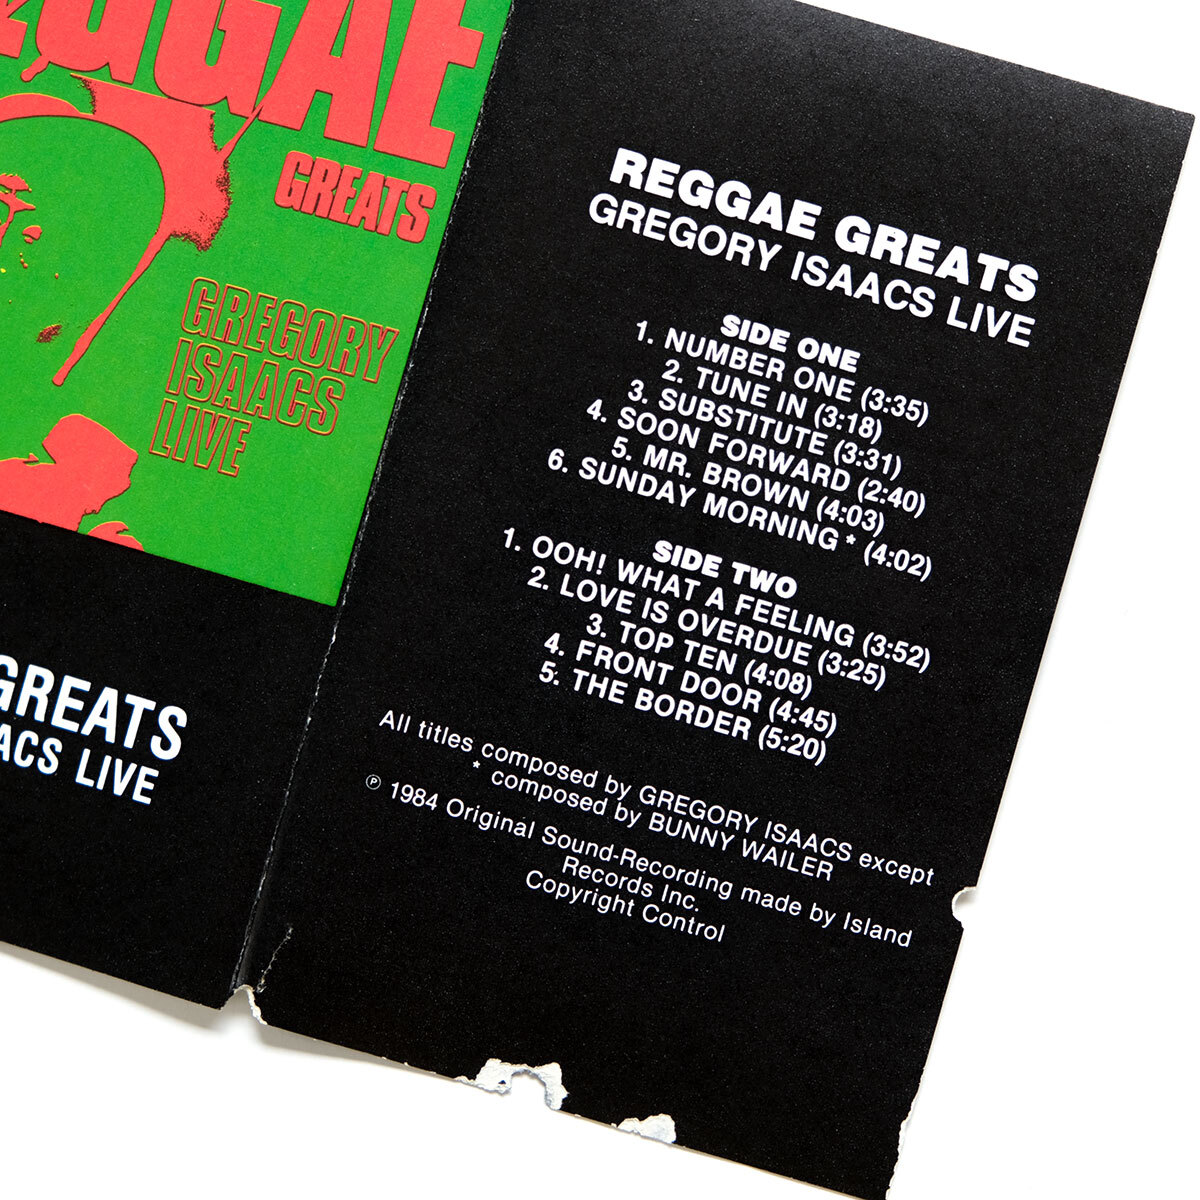 REGGAE
GREATS
GREGORY
ISAACS
LIVE
GREATS
LIVE
REGGAE GREATS
GREGORY ISAACS LIVE
SIDE ONE
1. NUMBER ONE (3:35)
2. TUNE IN (3:18)
3. SUBSTITUTE (3:31)
4. SOON FORWARD (2:40)
5. MR. BROWN (4:03)
6. SUNDAY MORNING * (4:02)
SIDE TWO
1. OOH! WHAT A FEELING (3:52)
2. LOVE IS OVERDUE (3:25)
3. TOP TEN (4:08)
4. FRONT DOOR (4:45)
5. THE BORDER (5:20)
All titles composed by GREGORY ISAACS except
* composed by BUNNY WAILER
℗ 1984 Original Sound-Recording made by Island
Records Inc.
Copyright Control